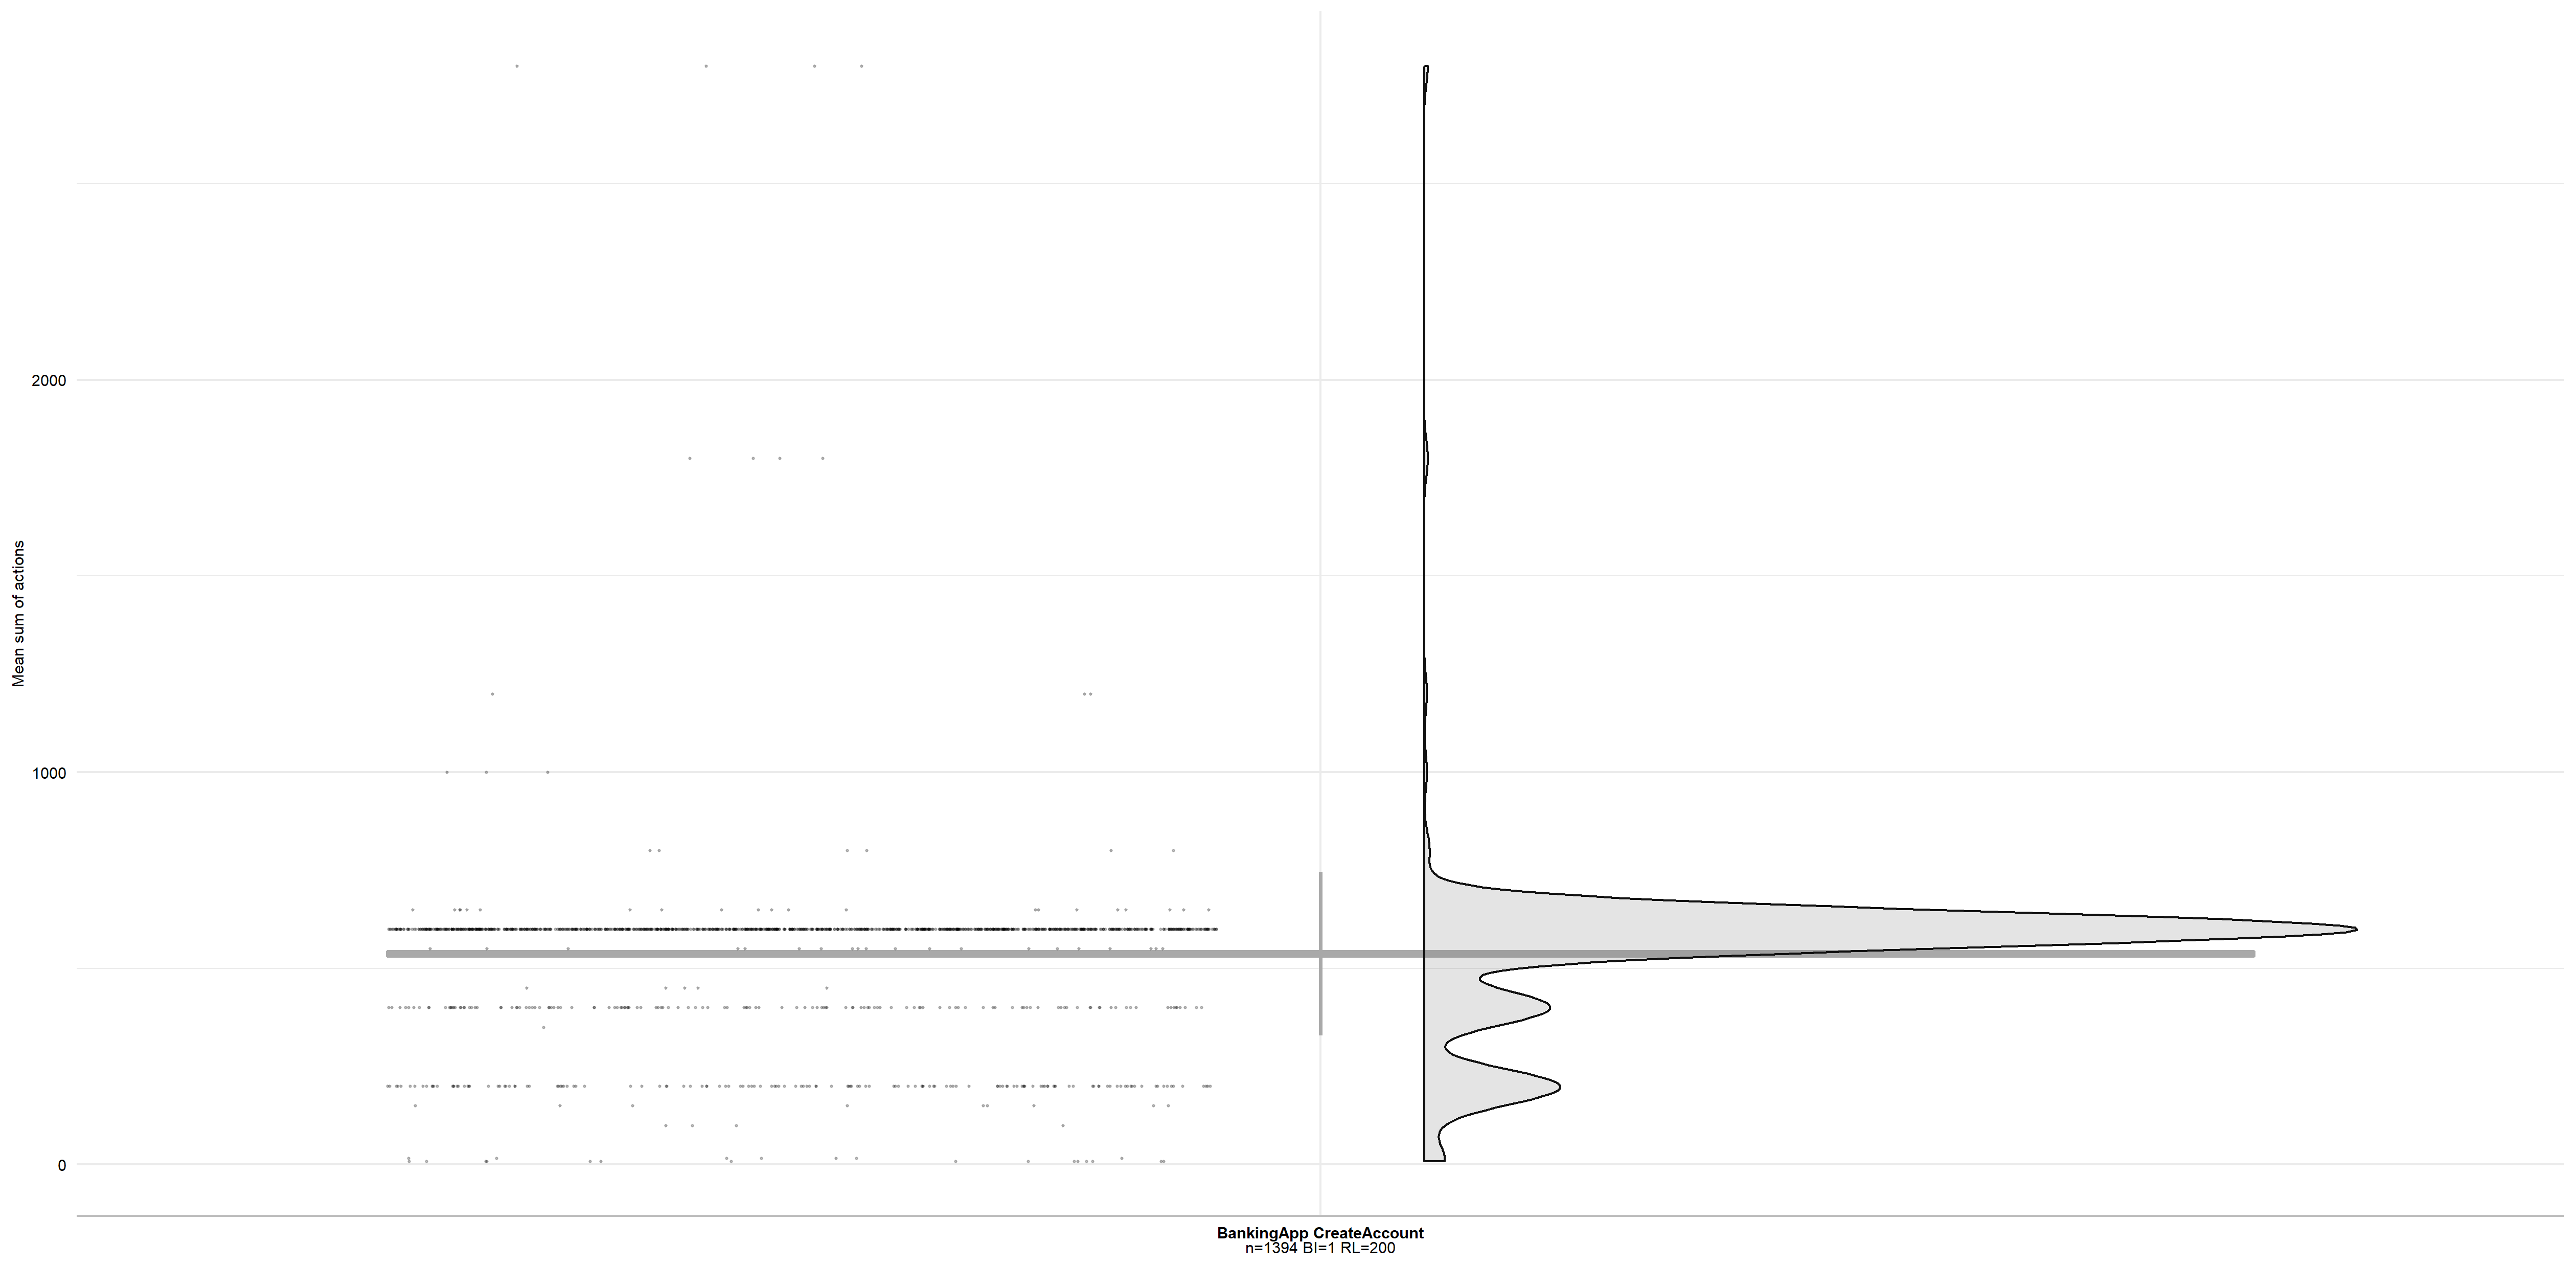 Mean sum of actions
2000
1000
0
BankingApp CreateAccount
n=1394 BI=1 RL=200